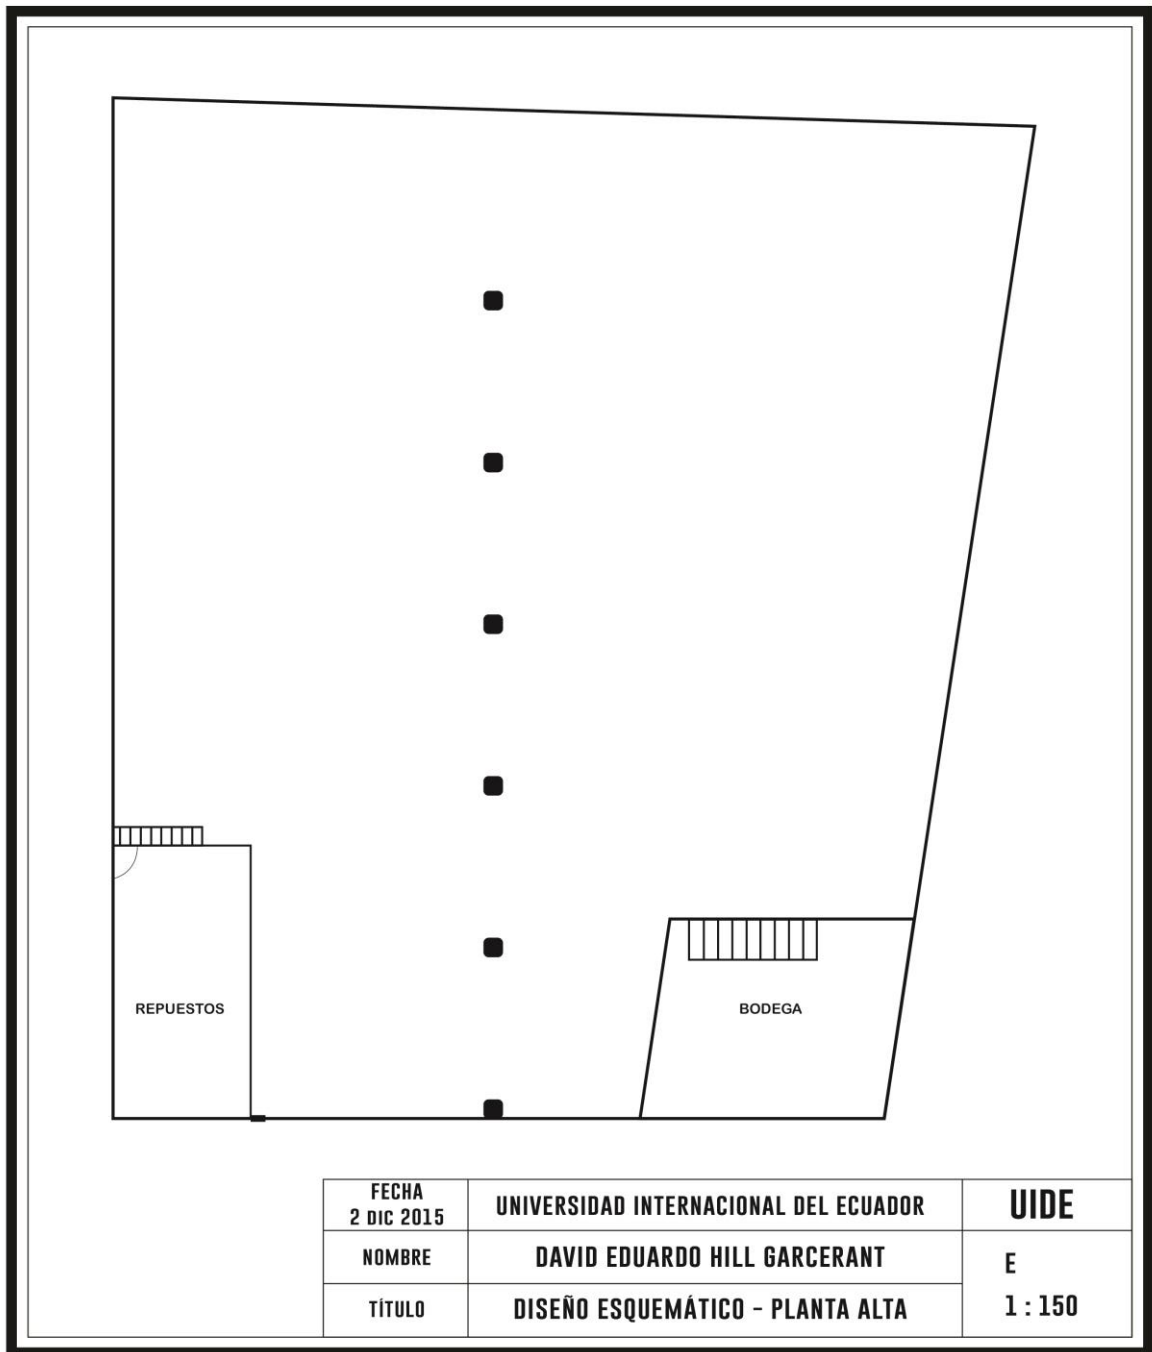 REPUESTOS
BODEGA
FECHA
2 DIC 2015
UNIVERSIDAD INTERNACIONAL DEL ECUADOR
UIDE
NOMBRE
DAVID EDUARDO HILL GARCERANT
E
1 : 150
TÍTULO
DISEÑO ESQUEMÁTICO - PLANTA ALTA